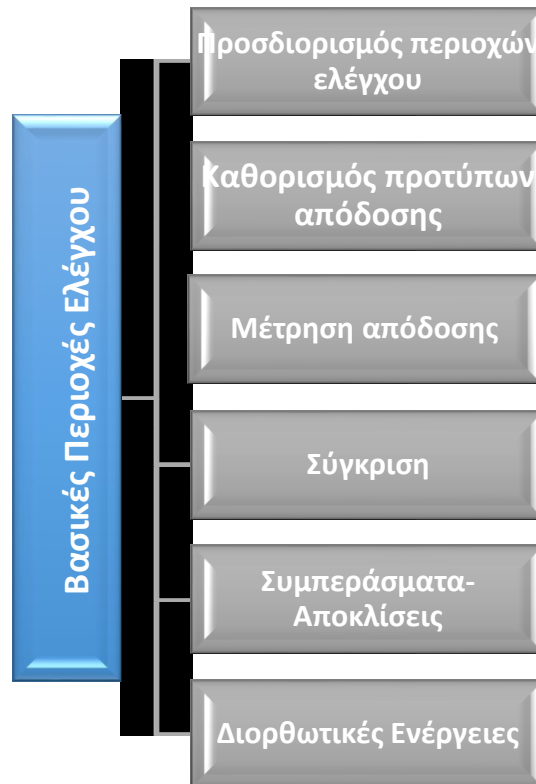 Βασικές Περιοχές Ελέγχου
Προσδιορισμός περιοχών
ελέγχου
Καθορισμός προτύπων
απόδοσης
Μέτρηση απόδοσης
Σύγκριση
Συμπεράσματα-
Αποκλίσεις
Διορθωτικές Ενέργειες